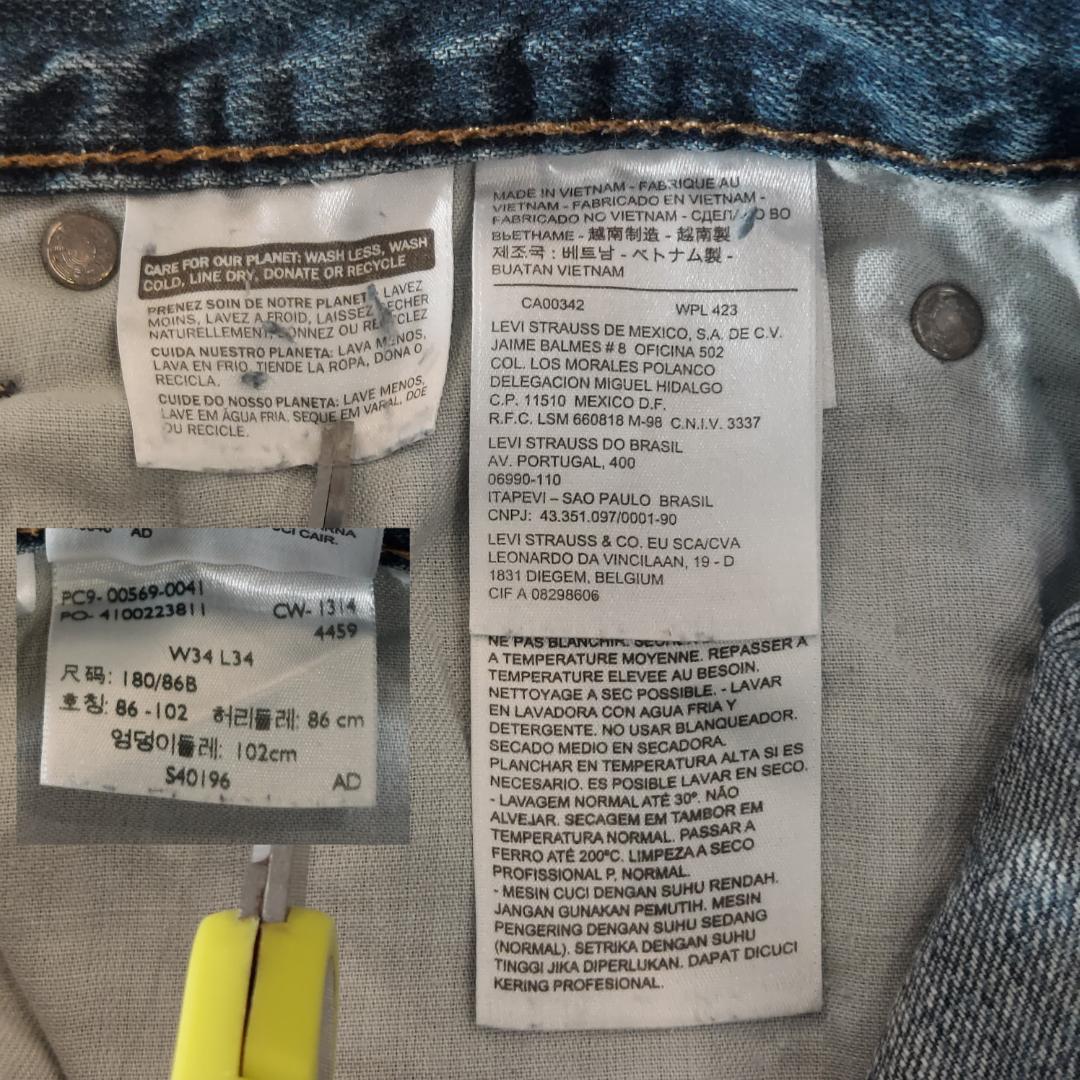 CARE FOR OUR PLANET: WASH LESS, WASH
COLD, LINE DRY, DONATE OR RECYCLE
PRENEZ SOIN DE NOTRE PLANET LAVEZ
MOINS, LAVEZ A FROID, LAISSEZ SÉCHER
NATURELLEMENT, DONNEZ OU RECYCLEZ
CUIDA NUESTRO PLANETA: LAVA MENOS,
LAVA EN FRIO, TIENDE LA ROPA, DONA O
RECICLA.
CUIDE DO NOSSO PLANETA: LAVE MENOS,
LAVE EM ÁGUA FRIA. SEQUE EM VARAL, DOE
OU RECICLE.
MADE IN VIETNAM - FABRIQUE AU
VIETNAM - FABRICADO EN VIETNAM -
FABRICADO NO VIETNAM - СДЕЛАНО ВО
ВЬЕТНАМЕ - 越南制造 - 越南製 -
제조국 : 베트남 - ベトナム製 -
BUATAN VIETNAM
CA00342 WPL 423
LEVI STRAUSS DE MEXICO, S.A. DE C.V.
JAIME BALMES # 8 OFICINA 502
COL. LOS MORALES POLANCO
DELEGACION MIGUEL HIDALGO
C.P. 11510 MEXICO D.F.
R.F.C. LSM 660818 M-98 C.N.I.V. 3337
LEVI STRAUSS DO BRASIL
AV. PORTUGAL, 400
06990-110
ITAPEVI – SAO PAULO BRASIL
CNPJ: 43.351.097/0001-90
LEVI STRAUSS & CO. EU SCA/CVA
LEONARDO DA VINCILAAN, 19 - D
1831 DIEGEM, BELGIUM
CIF A 08298606
NE PAS BLANCHIR.
A TEMPERATURE MOYENNE. REPASSER A
TEMPERATURE ELEVEE AU BESOIN.
NETTOYAGE A SEC POSSIBLE. - LAVAR
EN LAVADORA CON AGUA FRIA Y
DETERGENTE. NO USAR BLANQUEADOR.
SECADO MEDIO EN SECADORA.
PLANCHAR EN TEMPERATURA ALTA SI ES
NECESARIO. ES POSIBLE LAVAR EN SECO.
- LAVAGEM NORMAL ATÉ 30º. NÃO
ALVEJAR. SECAGEM EM TAMBOR EM
TEMPERATURA NORMAL. PASSAR A
FERRO ATÉ 200ºC. LIMPEZA A SECO
PROFISSIONAL P, NORMAL.
- MESIN CUCI DENGAN SUHU RENDAH.
JANGAN GUNAKAN PEMUTIH. MESIN
PENGERING DENGAN SUHU SEDANG
(NORMAL). SETRIKA DENGAN SUHU
TINGGI JIKA DIPERLUKAN. DAPAT DICUCI
KERING PROFESIONAL.
AD CUCI CAIR.
PC9- 00569-0041
PO- 4100223811 CW- 1314
4459
W34 L34
尺码: 180/86B
호칭: 86 -102 허리둘레: 86 cm
엉덩이둘레: 102cm
S40196 AD